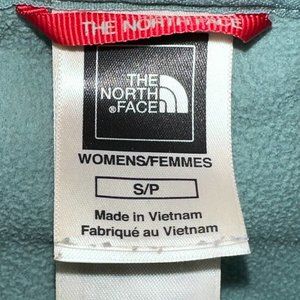 THE NORTH FACE
THE
NORTH
FACE
WOMENS/FEMMES
S/P
Made in Vietnam
Fabriqué au Vietnam